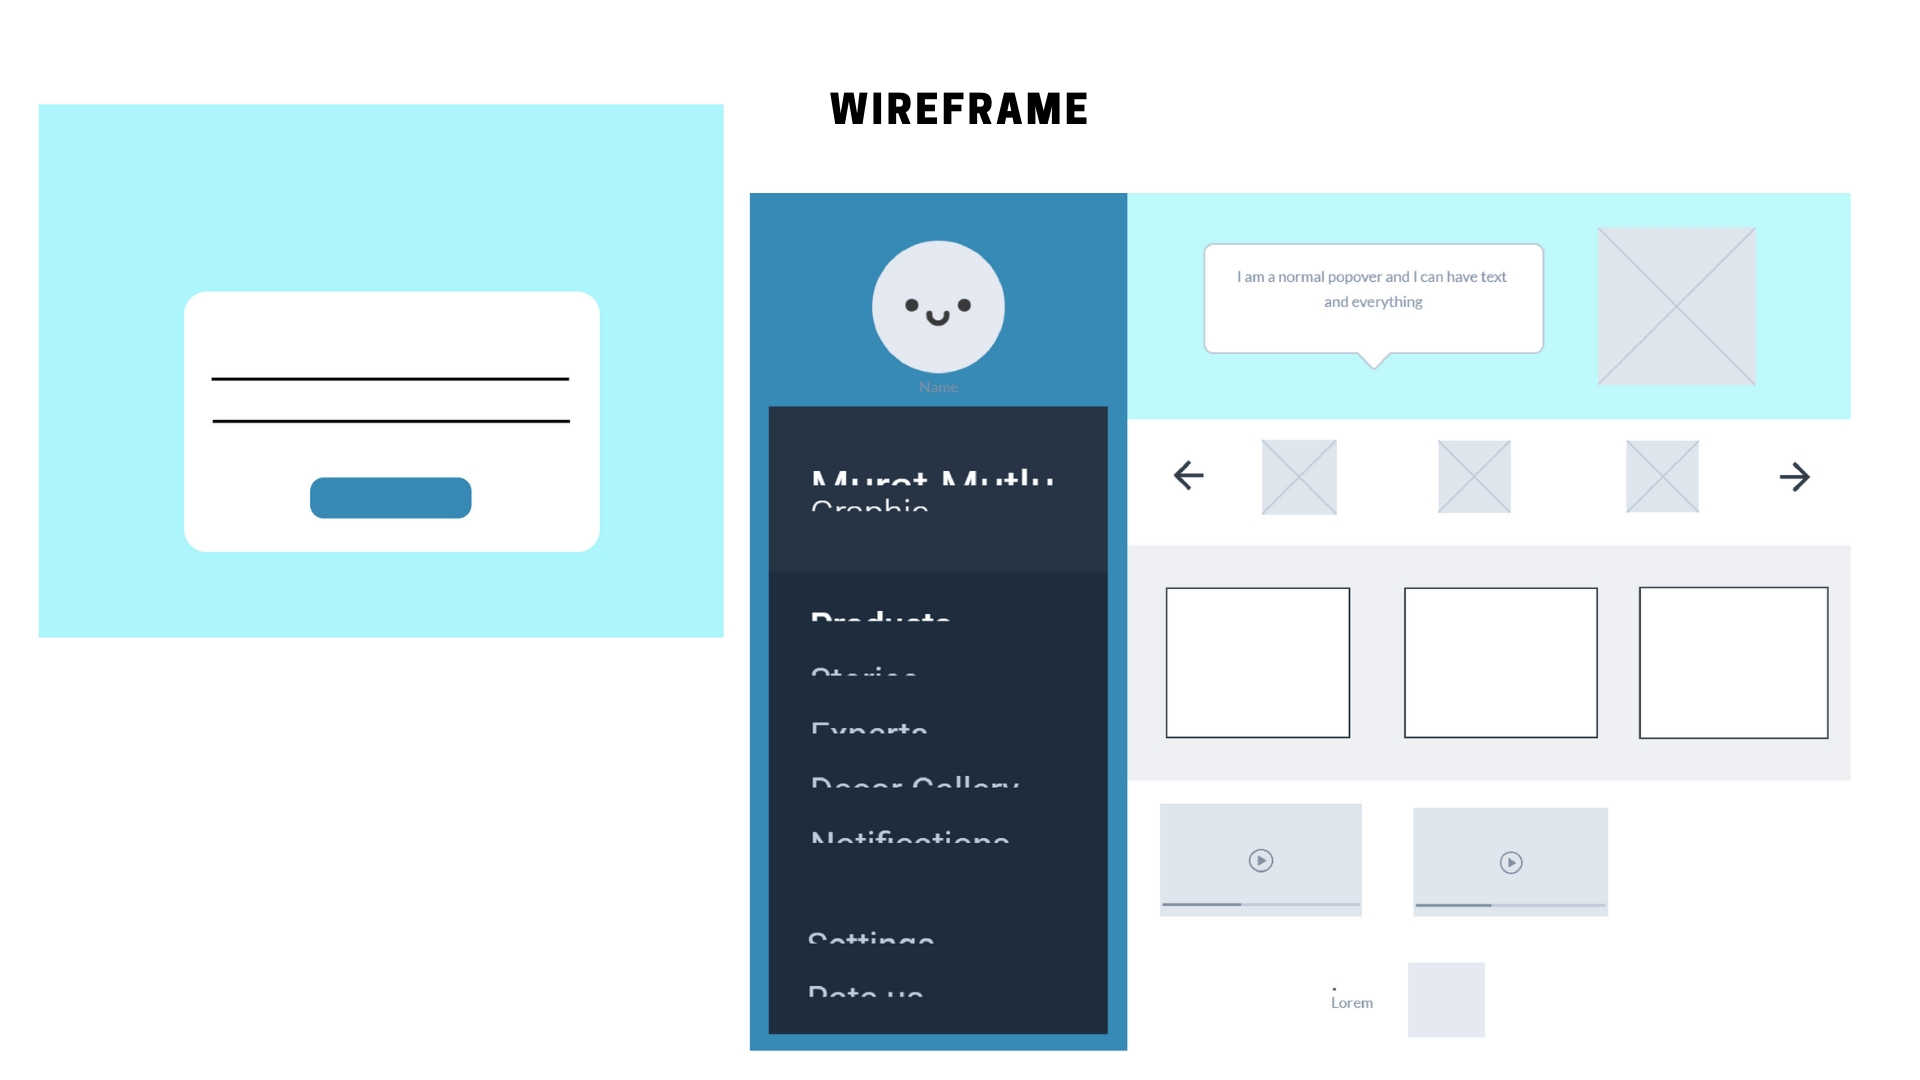 WIREFRAME
Name
Murat Mutlu
Graphic
Products
Stories
Experts
Decor Gallery
Notifications
Settings
Rate us
I am a normal popover and I can have text
and everything
Lorem